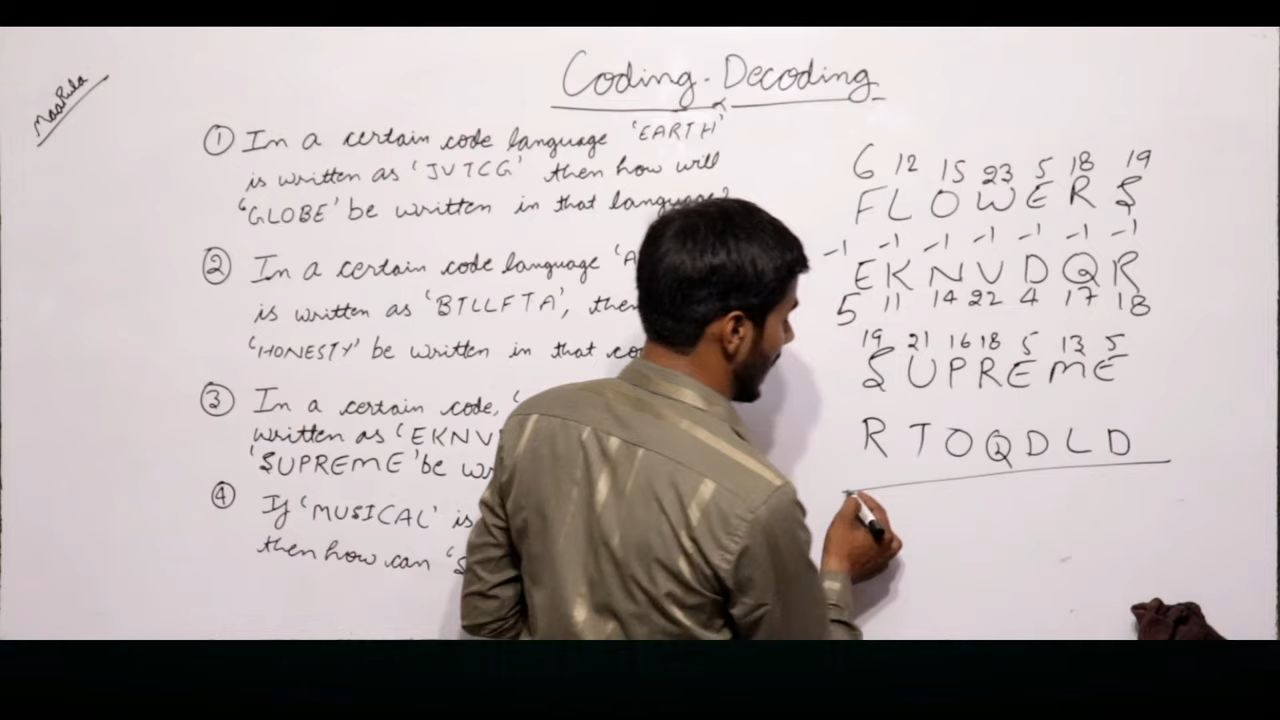 MaaRula
Coding-Decoding
① In a certain code language 'EARTH'
is written as 'JVTCG' then how will
'GLOBE' be written in that language?
② In a certain code language 'A
is written as 'BTLLFTA', then
'HONESTY' be written in that co
③ In a certain code, '
written as 'EKNV
'SUPREME' be w
④ If 'MUSICAL' is
then how can 'S
6 12 15 23 5 18 19
F L O W E R S
-1 -1 -1 -1 -1 -1 -1
E K N V D Q R
5 11 14 22 4 17 18
19 21 16 18 5 13 5
S U P R E M E
R T O Q D L D